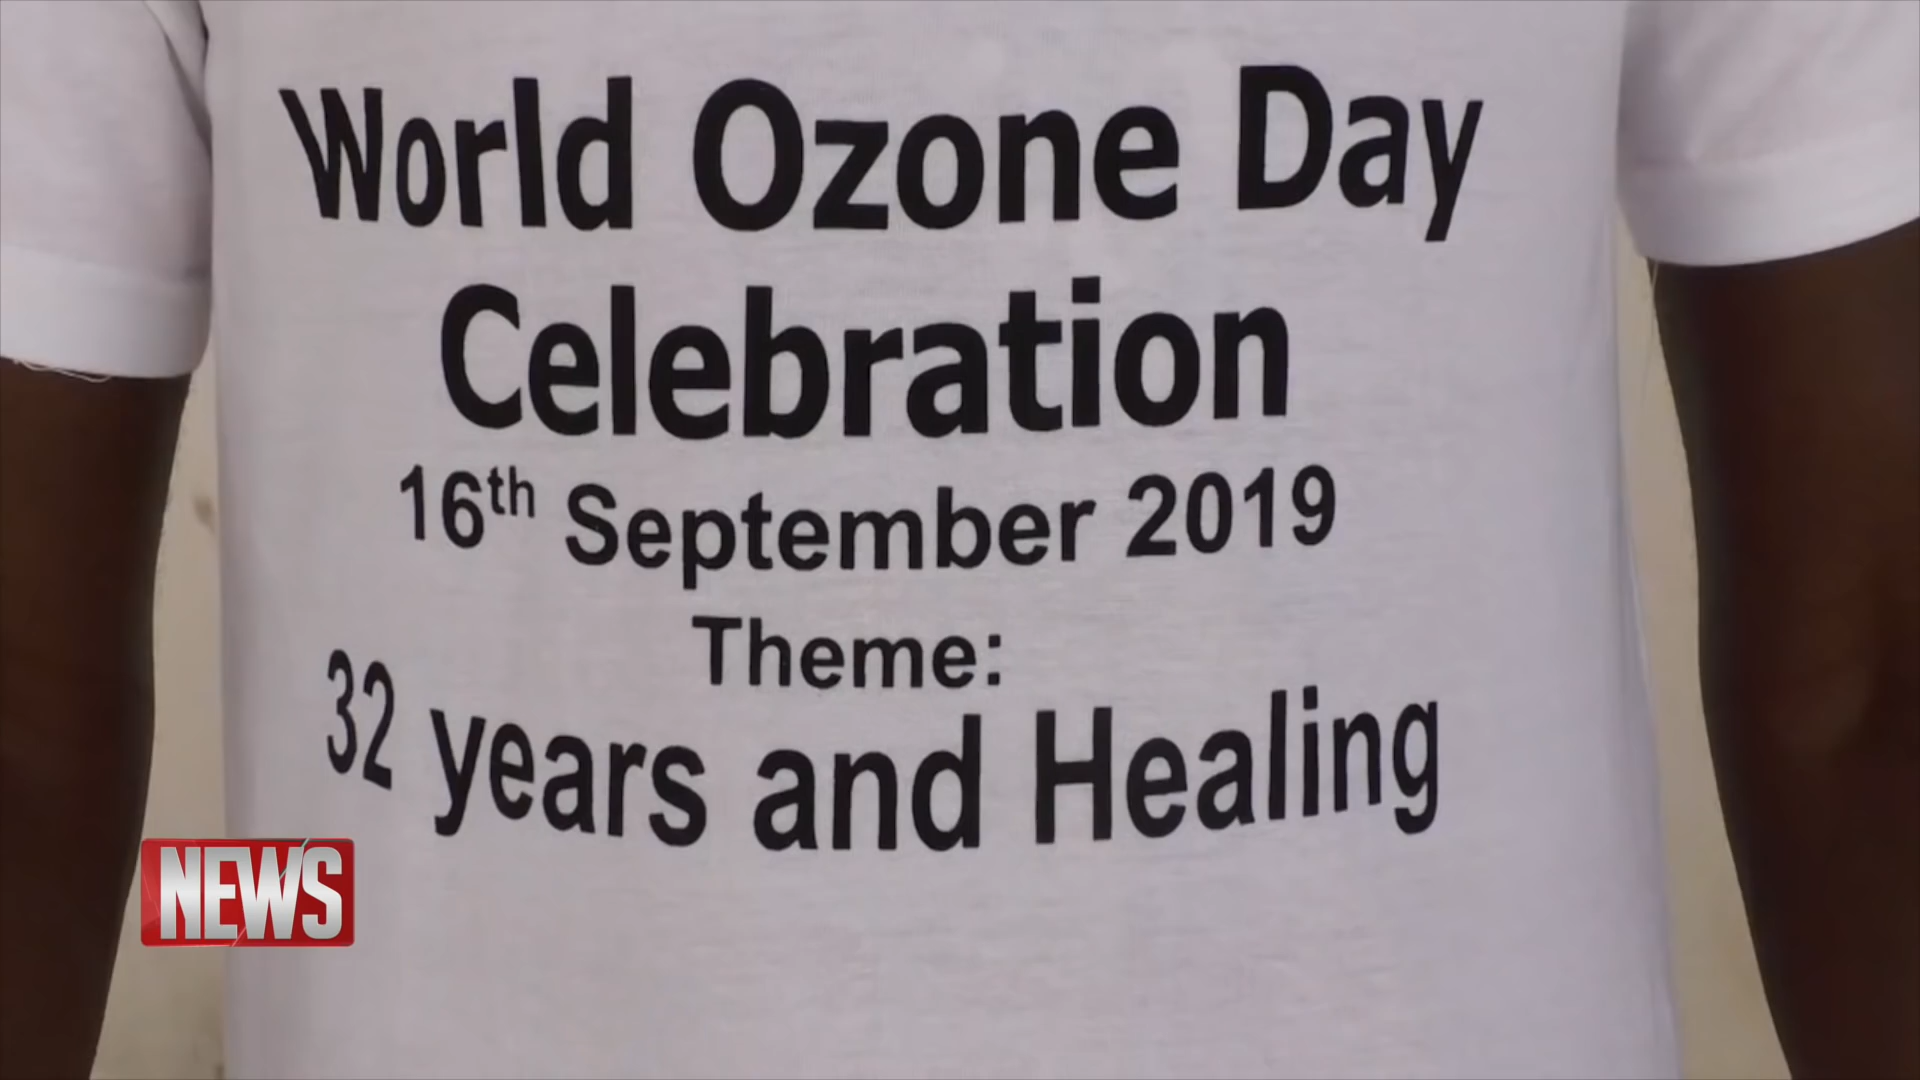 World Ozone Day
Celebration
16th September 2019
Theme:
32 years and Healing
NEWS